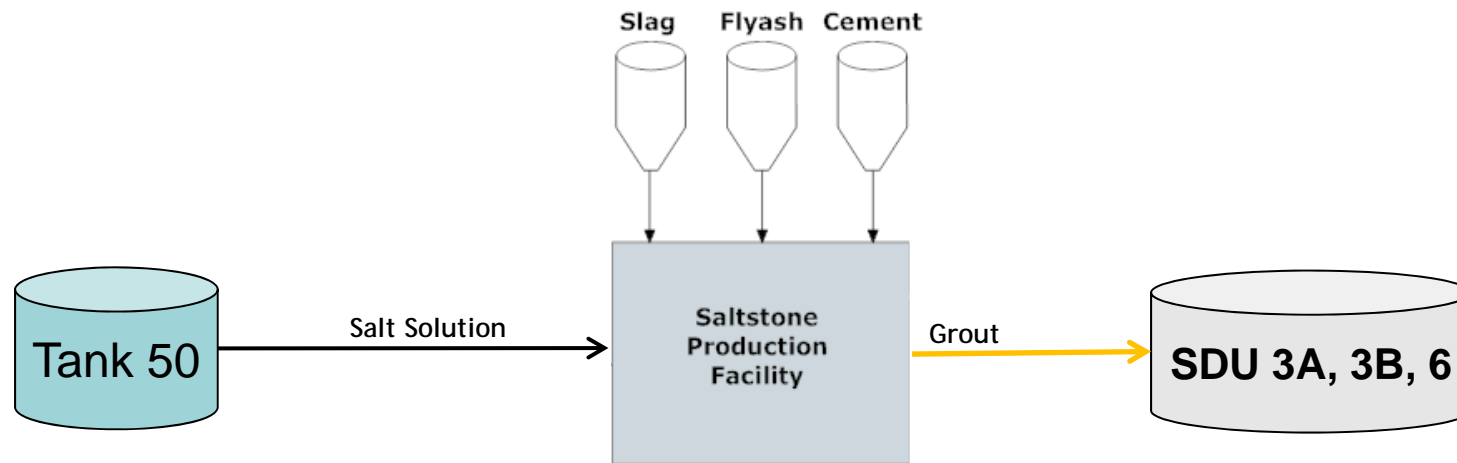 Slag
Flyash
Cement
Tank 50
Salt Solution
Saltstone
Production
Facility
Grout
SDU 3A, 3B, 6